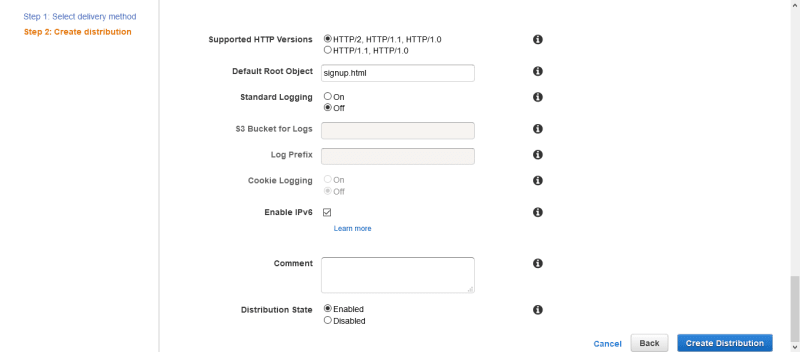 Step 1: Select delivery method
Step 2: Create distribution
Supported HTTP Versions
HTTP/2, HTTP/1.1, HTTP/1.0
HTTP/1.1, HTTP/1.0
Default Root Object
signup.html
Standard Logging
On
Off
S3 Bucket for Logs
Log Prefix
Cookie Logging
On
Off
Enable IPv6
Learn more
Comment
Distribution State
Enabled
Disabled
Cancel
Back
Create Distribution